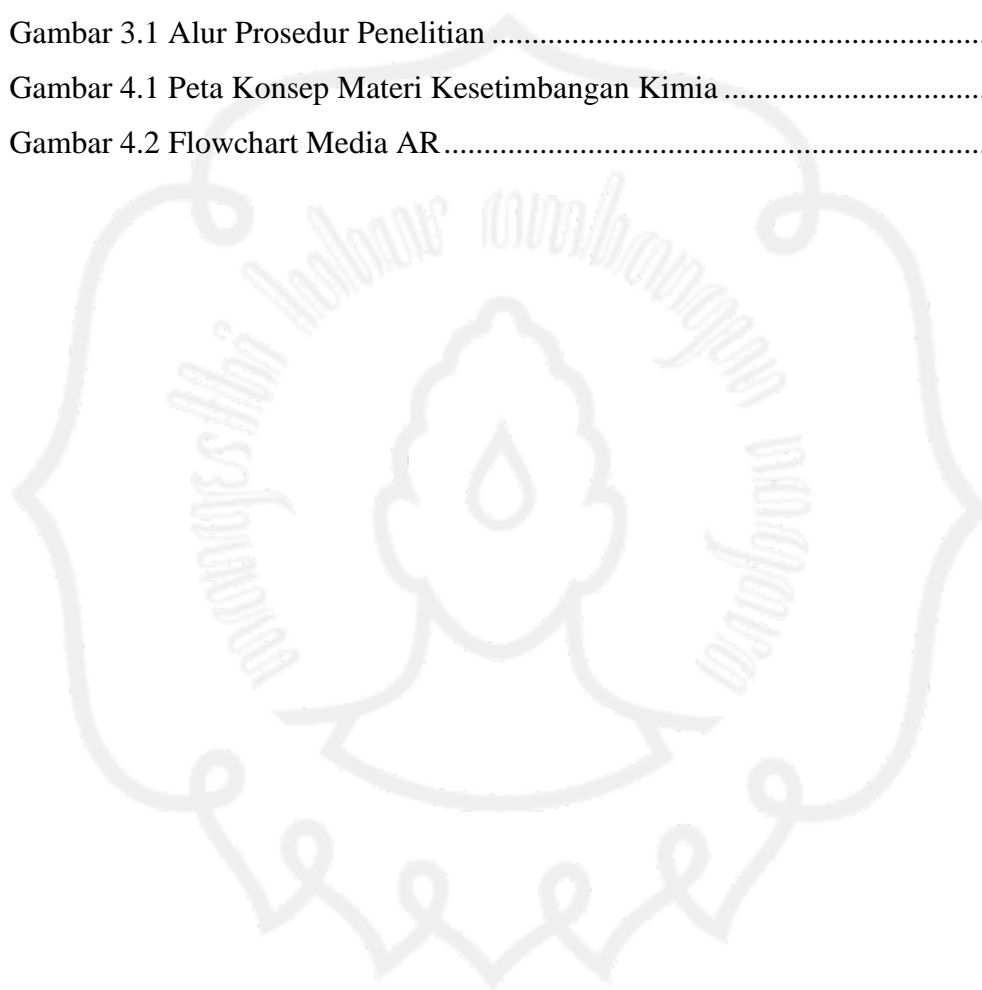 Gambar 3.1 Alur Prosedur Penelitian ..............................................................
Gambar 4.1 Peta Konsep Materi Kesetimbangan Kimia .................................
Gambar 4.2 Flowchart Media AR....................................................................